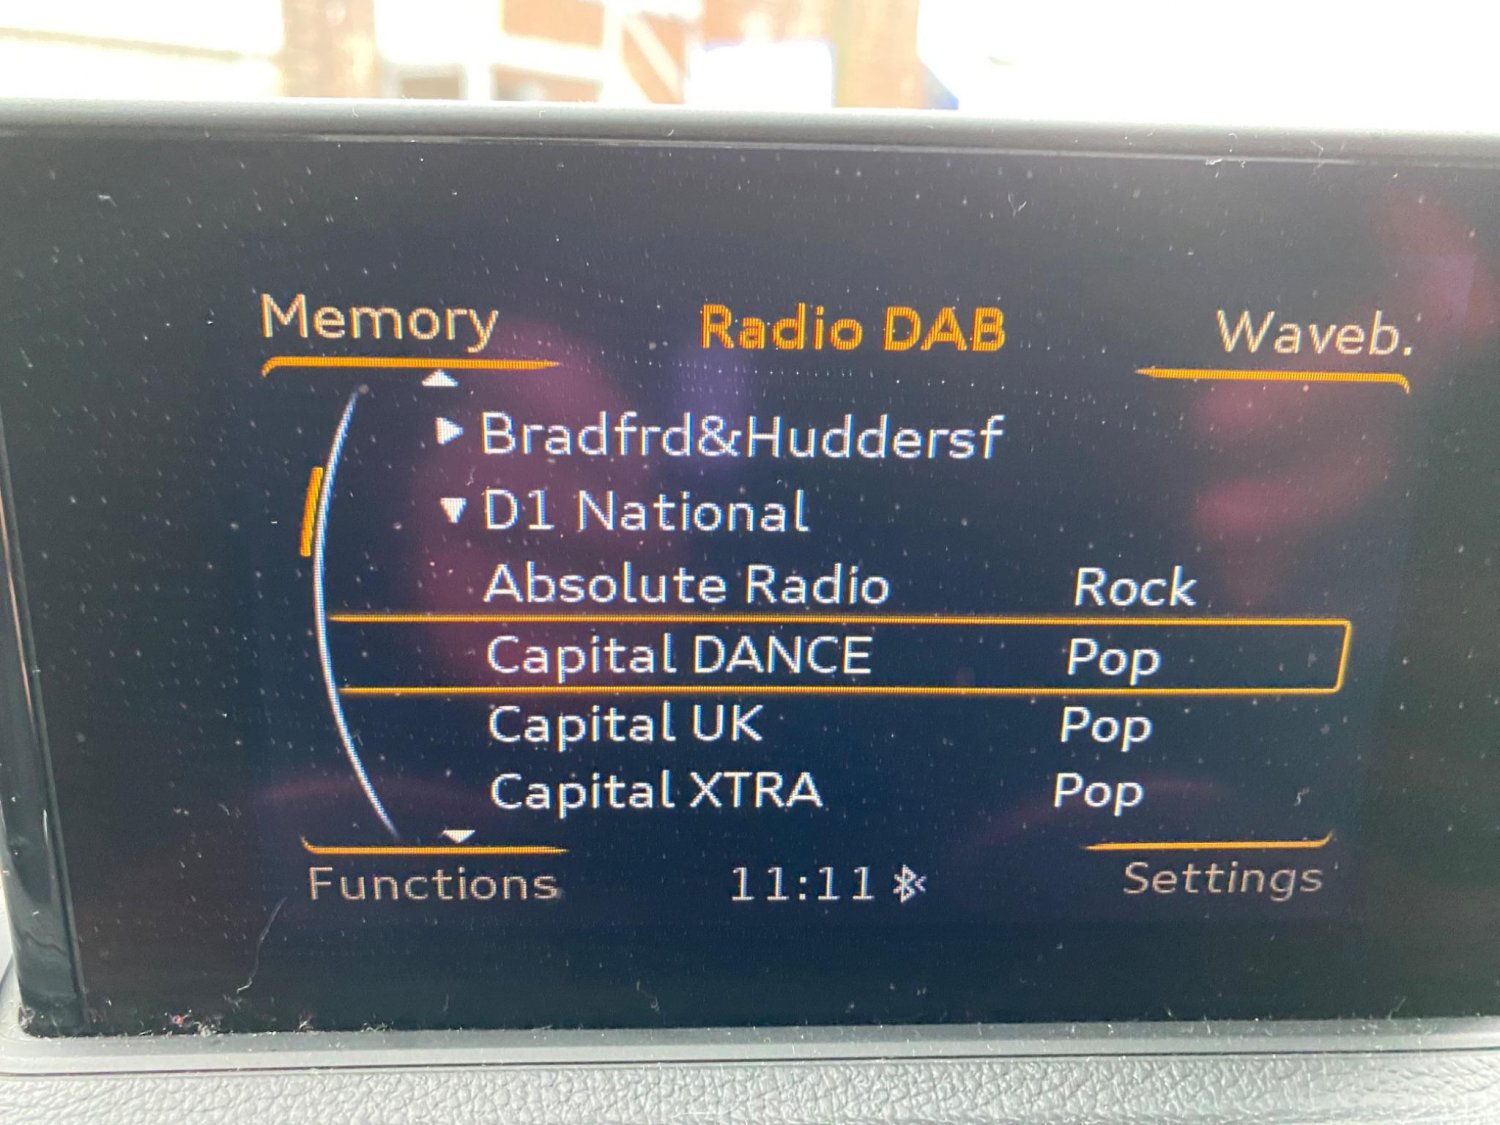 Memory
Radio DAB
Waveb.
Bradfrd&Huddersf
D1 National
Absolute Radio Rock
Capital DANCE Pop
Capital UK Pop
Capital XTRA Pop
Functions
11:11
Settings